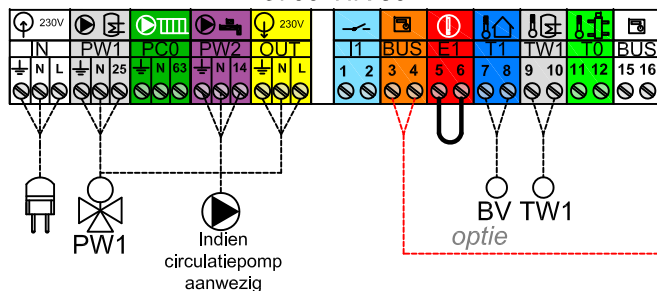 230V 230V
IN PW1 PC0 PW2 OUT I1 BUS E1 T1 TW1 T0 BUS
N L N 25 N 63 N 14 N L 1 2 3 4 5 6 7 8 9 10 11 12 15 16
PW1
Indien
circulatiepomp
aanwezig
BV TW1
optie